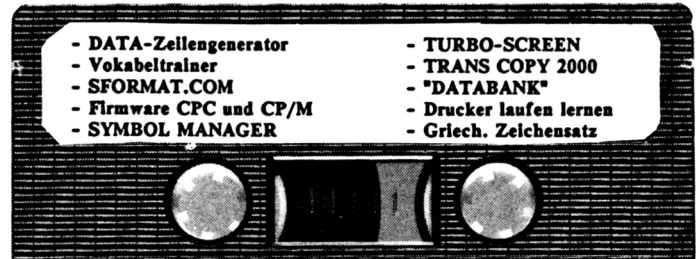 - DATA-Zeilengenerator
- Vokabeltrainer
- SFORMAT.COM
- Firmware CPC und CP/M
- SYMBOL MANAGER
- TURBO-SCREEN
- TRANS COPY 2000
- "DATABANK"
- Drucker laufen lernen
- Griech. Zeichensatz